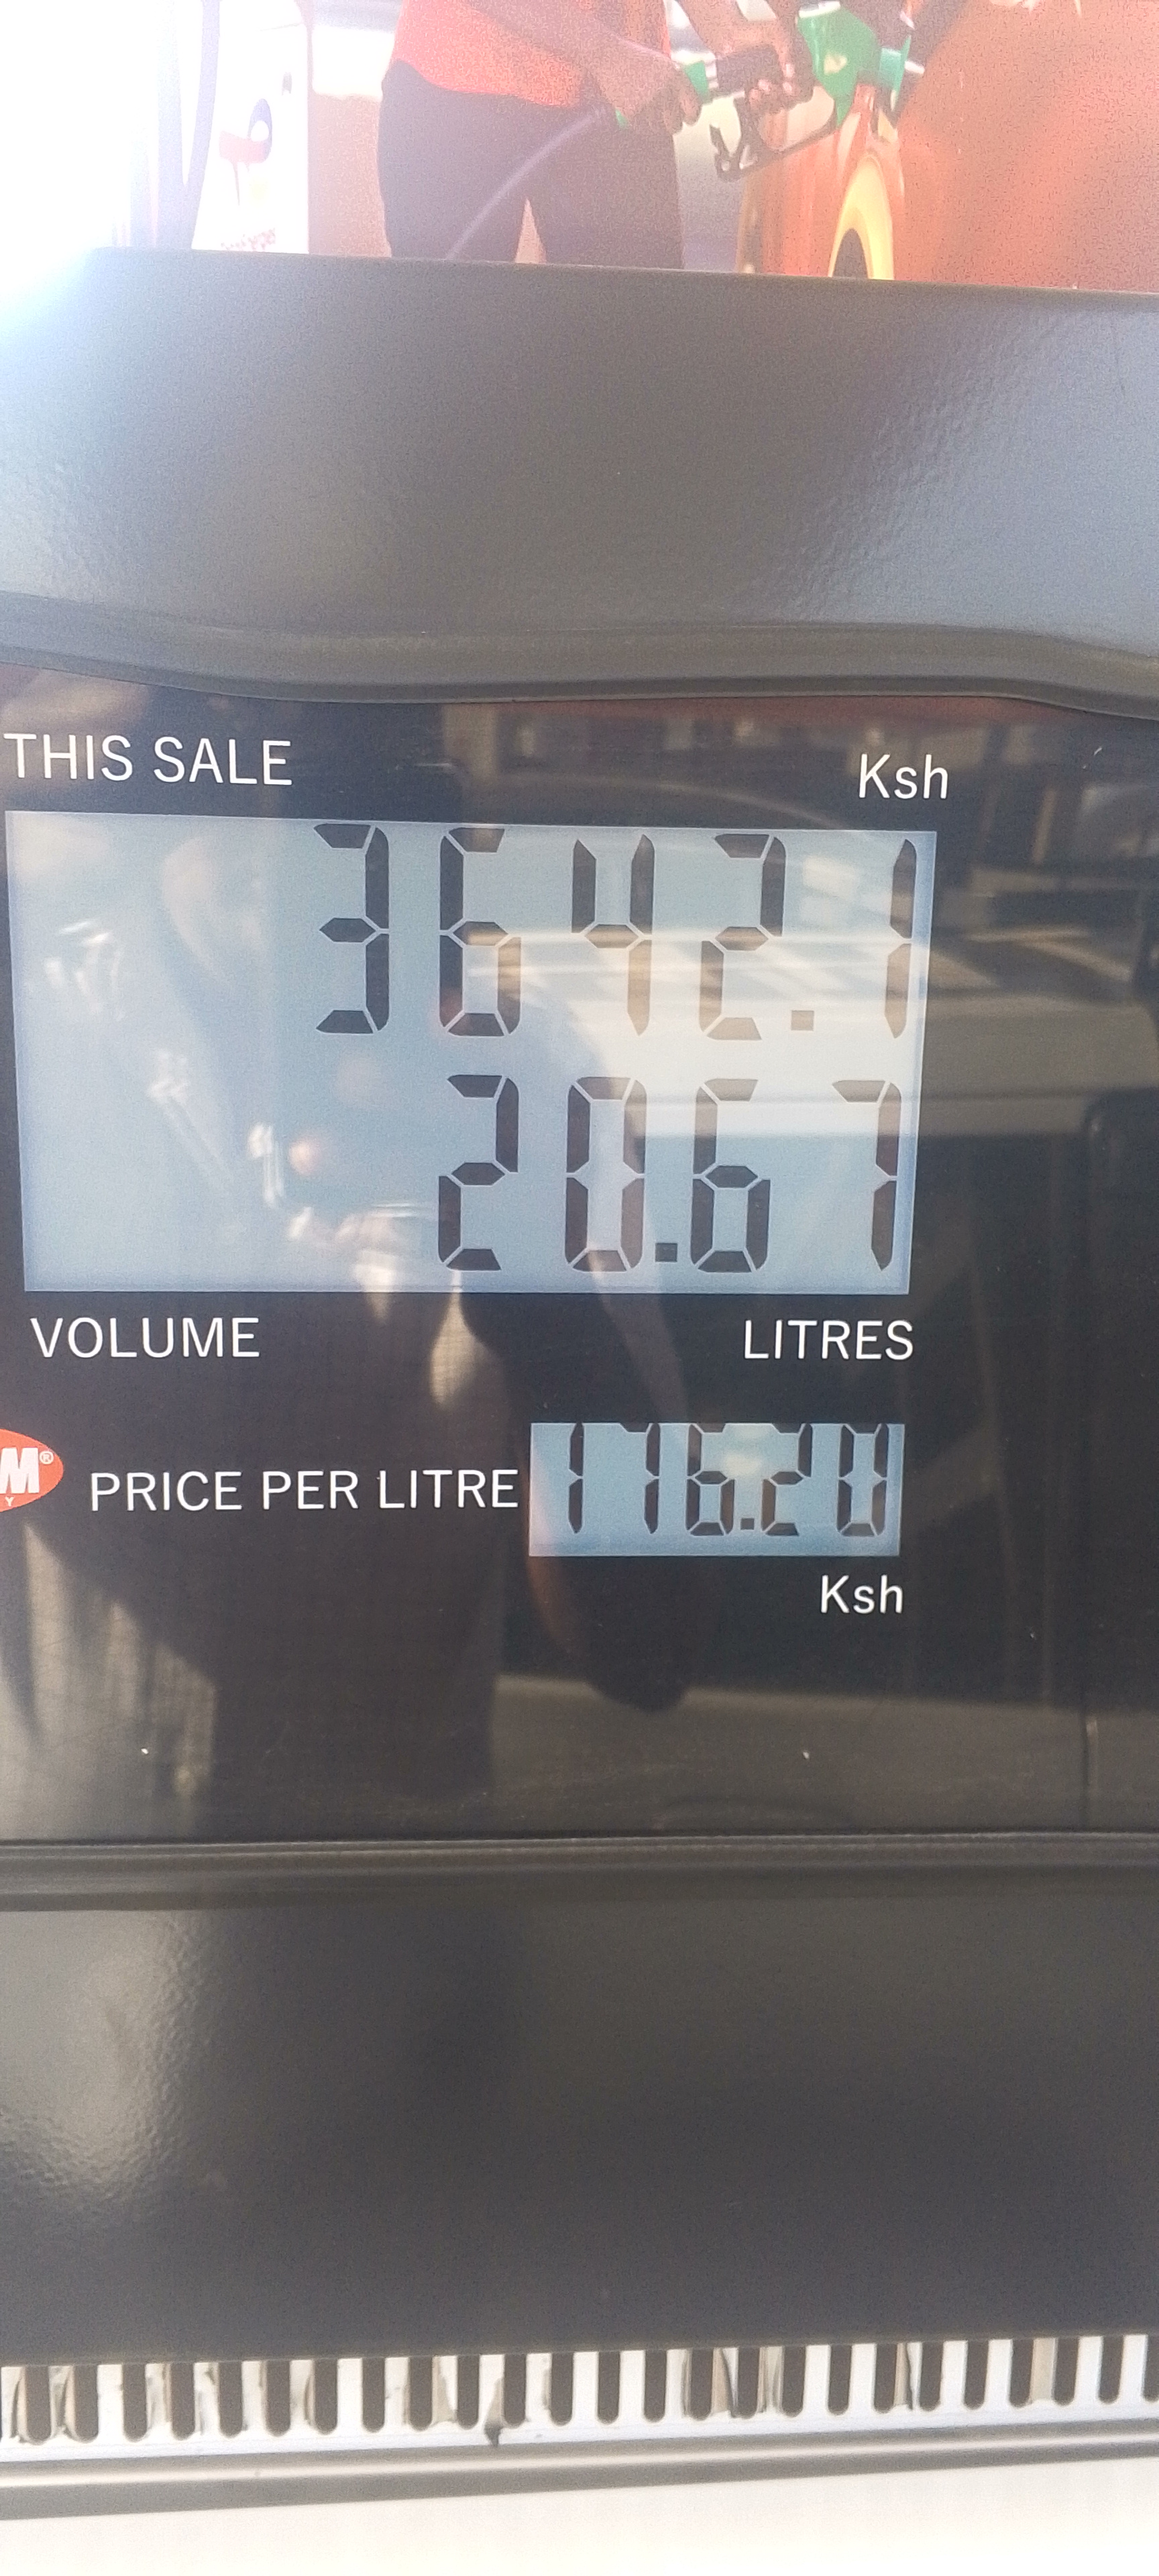 THIS SALE Ksh
3642.1
20.67
VOLUME LITRES
M®
Y
PRICE PER LITRE 176.20
Ksh